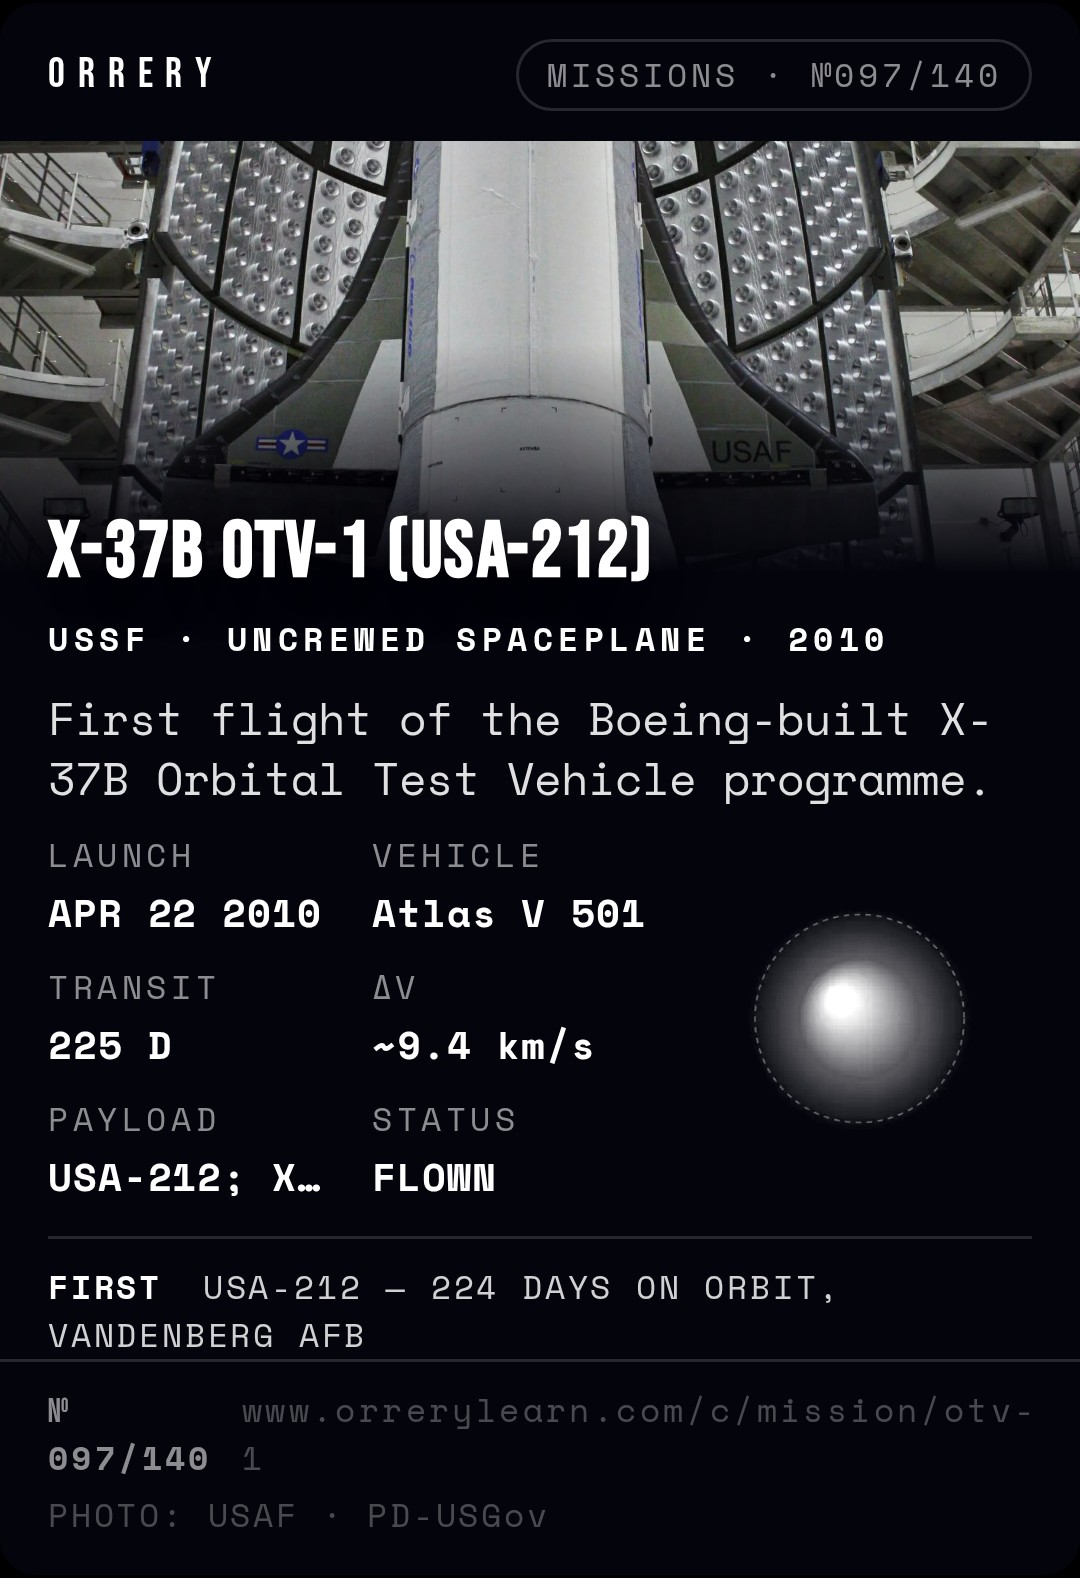 ORRERY
MISSIONS · №097/140
USAF
X-37B OTV-1 (USA-212)
USSF · UNCREWED SPACEPLANE · 2010
First flight of the Boeing-built X-
37B Orbital Test Vehicle programme.
LAUNCH VEHICLE
APR 22 2010 Atlas V 501
TRANSIT ΔV
225 D ~9.4 km/s
PAYLOAD STATUS
USA-212; X… FLOWN
FIRST USA-212 — 224 DAYS ON ORBIT,
VANDENBERG AFB
№ www.orrerylearn.com/c/mission/otv-
097/140 1
PHOTO: USAF · PD-USGov